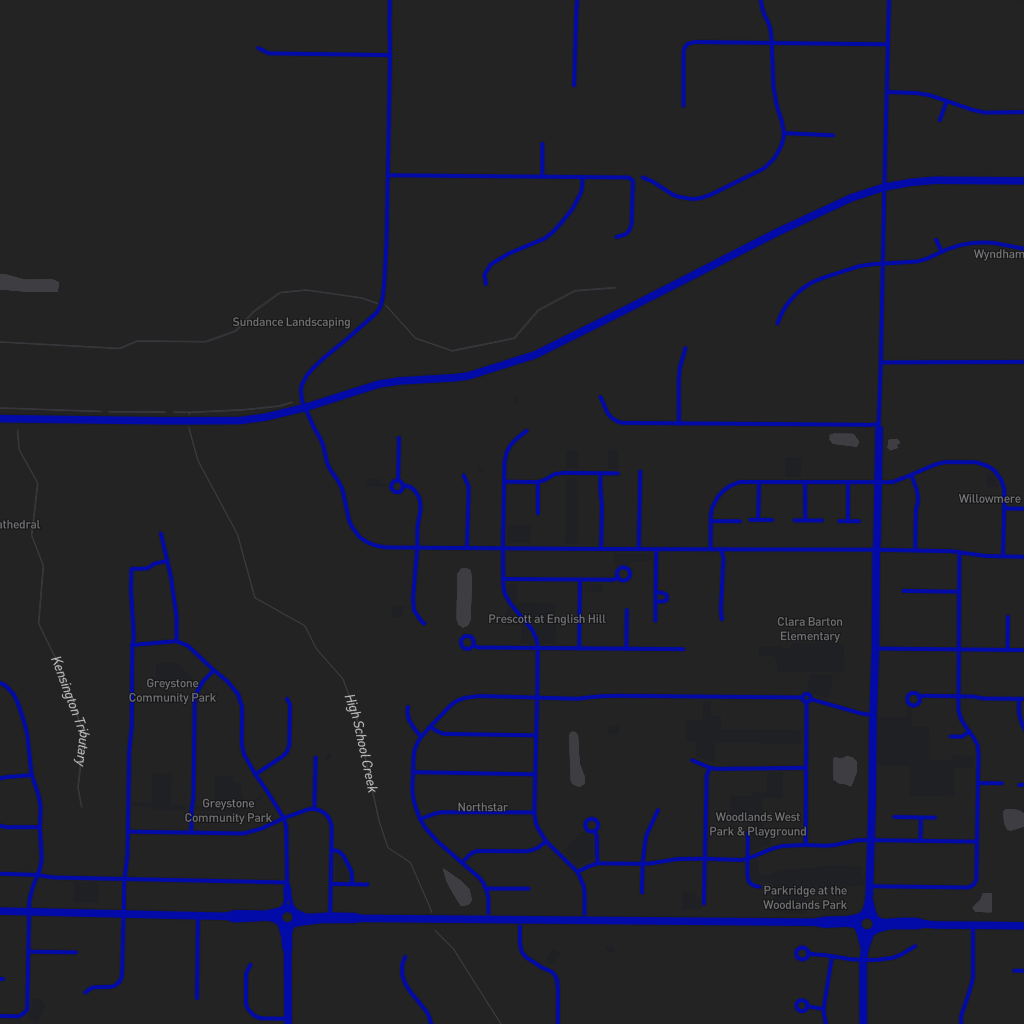 Wyndham
Sundance Landscaping
Willowmere
athedral
Prescott at English Hill
Clara Barton
Elementary
Kensington Tributary
Greystone
Community Park
High School Creek
Greystone
Community Park
Northstar
Woodlands West
Park & Playground
Parkridge at the
Woodlands Park